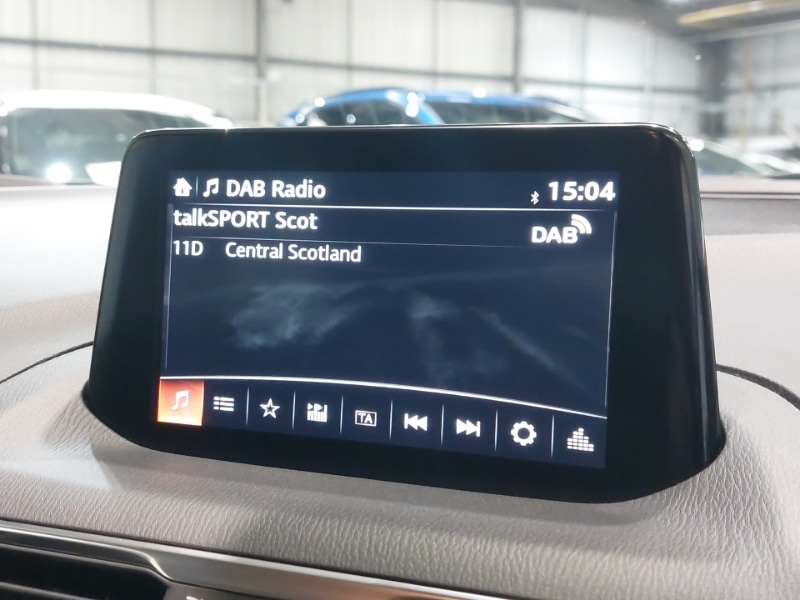 DAB Radio 15:04
talkSPORT Scot
DAB
11D Central Scotland
TA